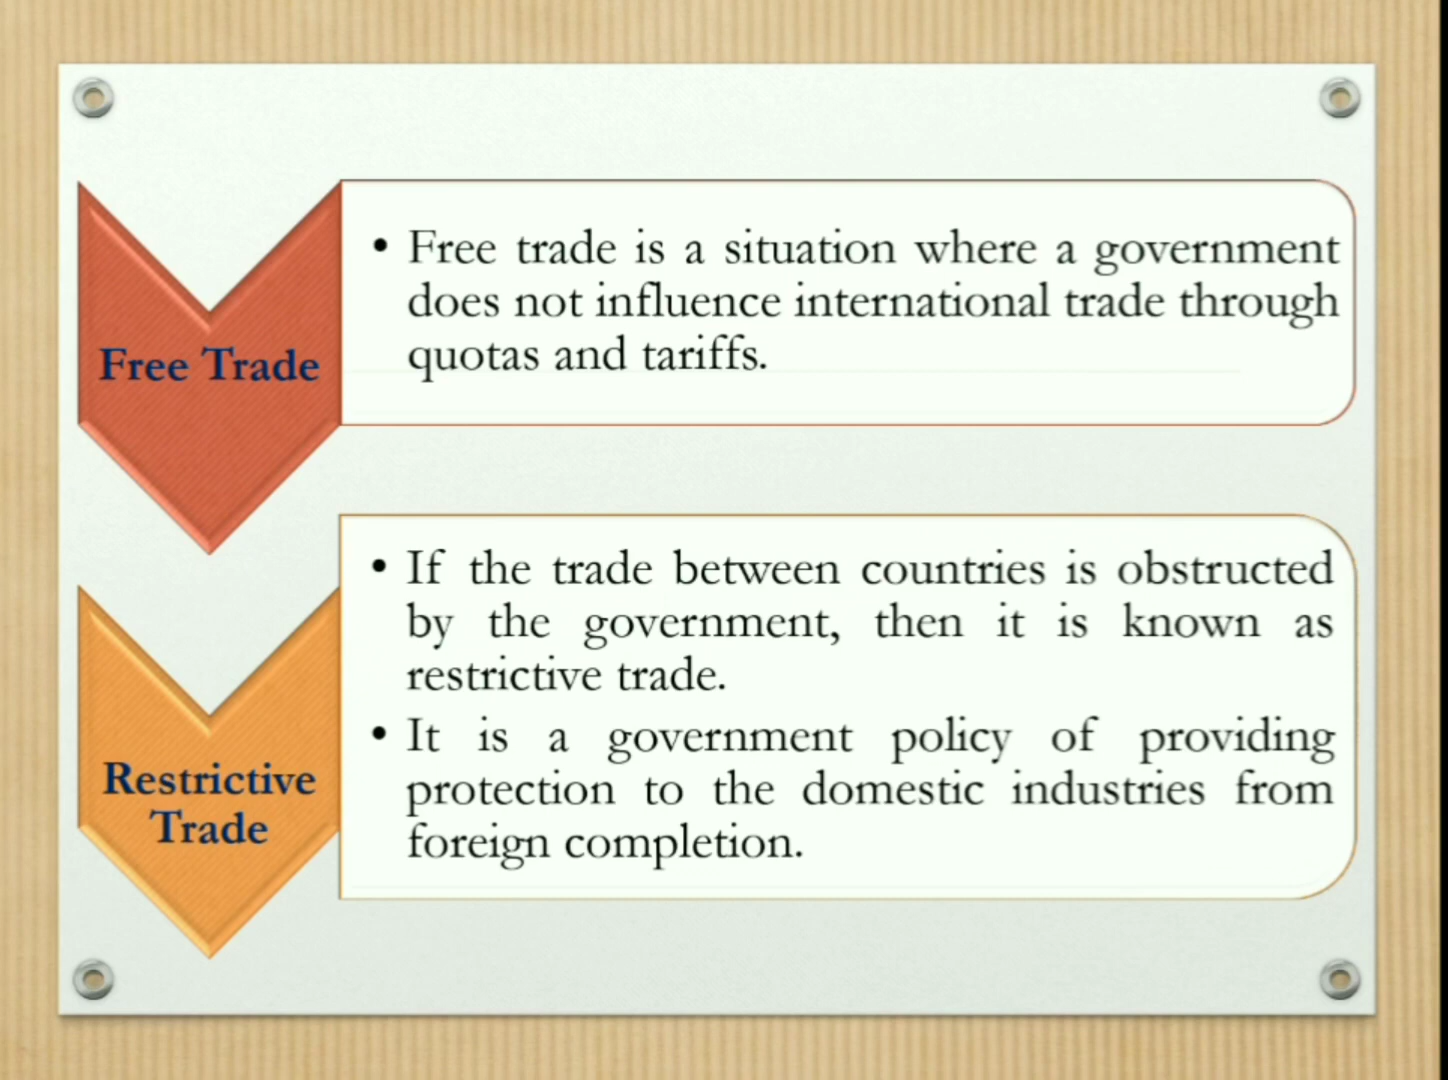 Free Trade
• Free trade is a situation where a government
does not influence international trade through
quotas and tariffs.
Restrictive
Trade
• If the trade between countries is obstructed
by the government, then it is known as
restrictive trade.
• It is a government policy of providing
protection to the domestic industries from
foreign completion.